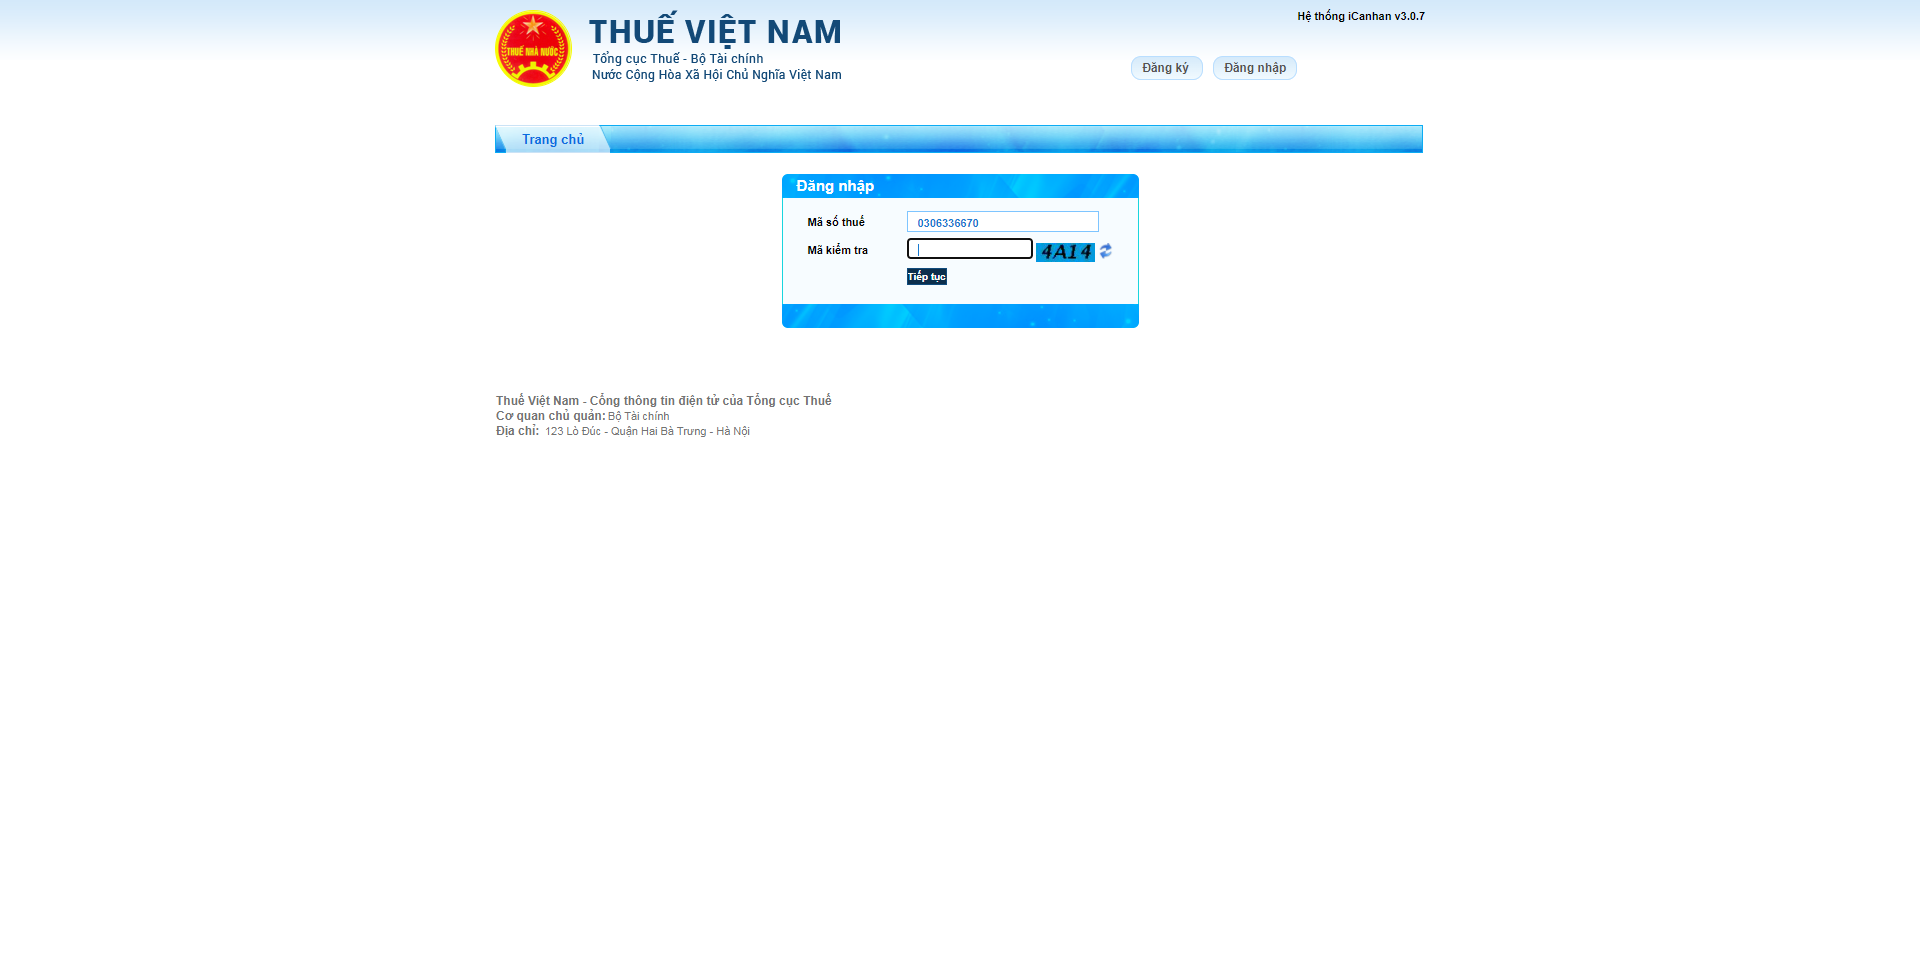 THUẾ NHÀ NƯỚC
THUẾ VIỆT NAM
Tổng cục Thuế - Bộ Tài chính
Nước Cộng Hòa Xã Hội Chủ Nghĩa Việt Nam
Hệ thống iCanhan v3.0.7
Đăng ký Đăng nhập
Trang chủ
Đăng nhập
Mã số thuế 0306336670
Mã kiểm tra 4A14
Tiếp tục
Thuế Việt Nam - Cổng thông tin điện tử của Tổng cục Thuế
Cơ quan chủ quản: Bộ Tài chính
Địa chỉ: 123 Lò Đúc - Quận Hai Bà Trưng - Hà Nội